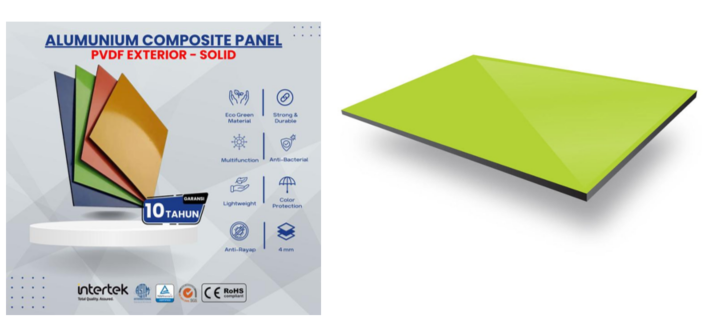 ALUMUNIUM COMPOSITE PANEL
PVDF EXTERIOR - SOLID
Eco Green
Material
Strong &
Durable
Multifunction
Anti-Bacterial
Lightweight
Color
Protection
Anti-Rayap
4 mm
GARANSI
10 TAHUN
intertek
Total Quality. Assured.
CE RoHS
compliant